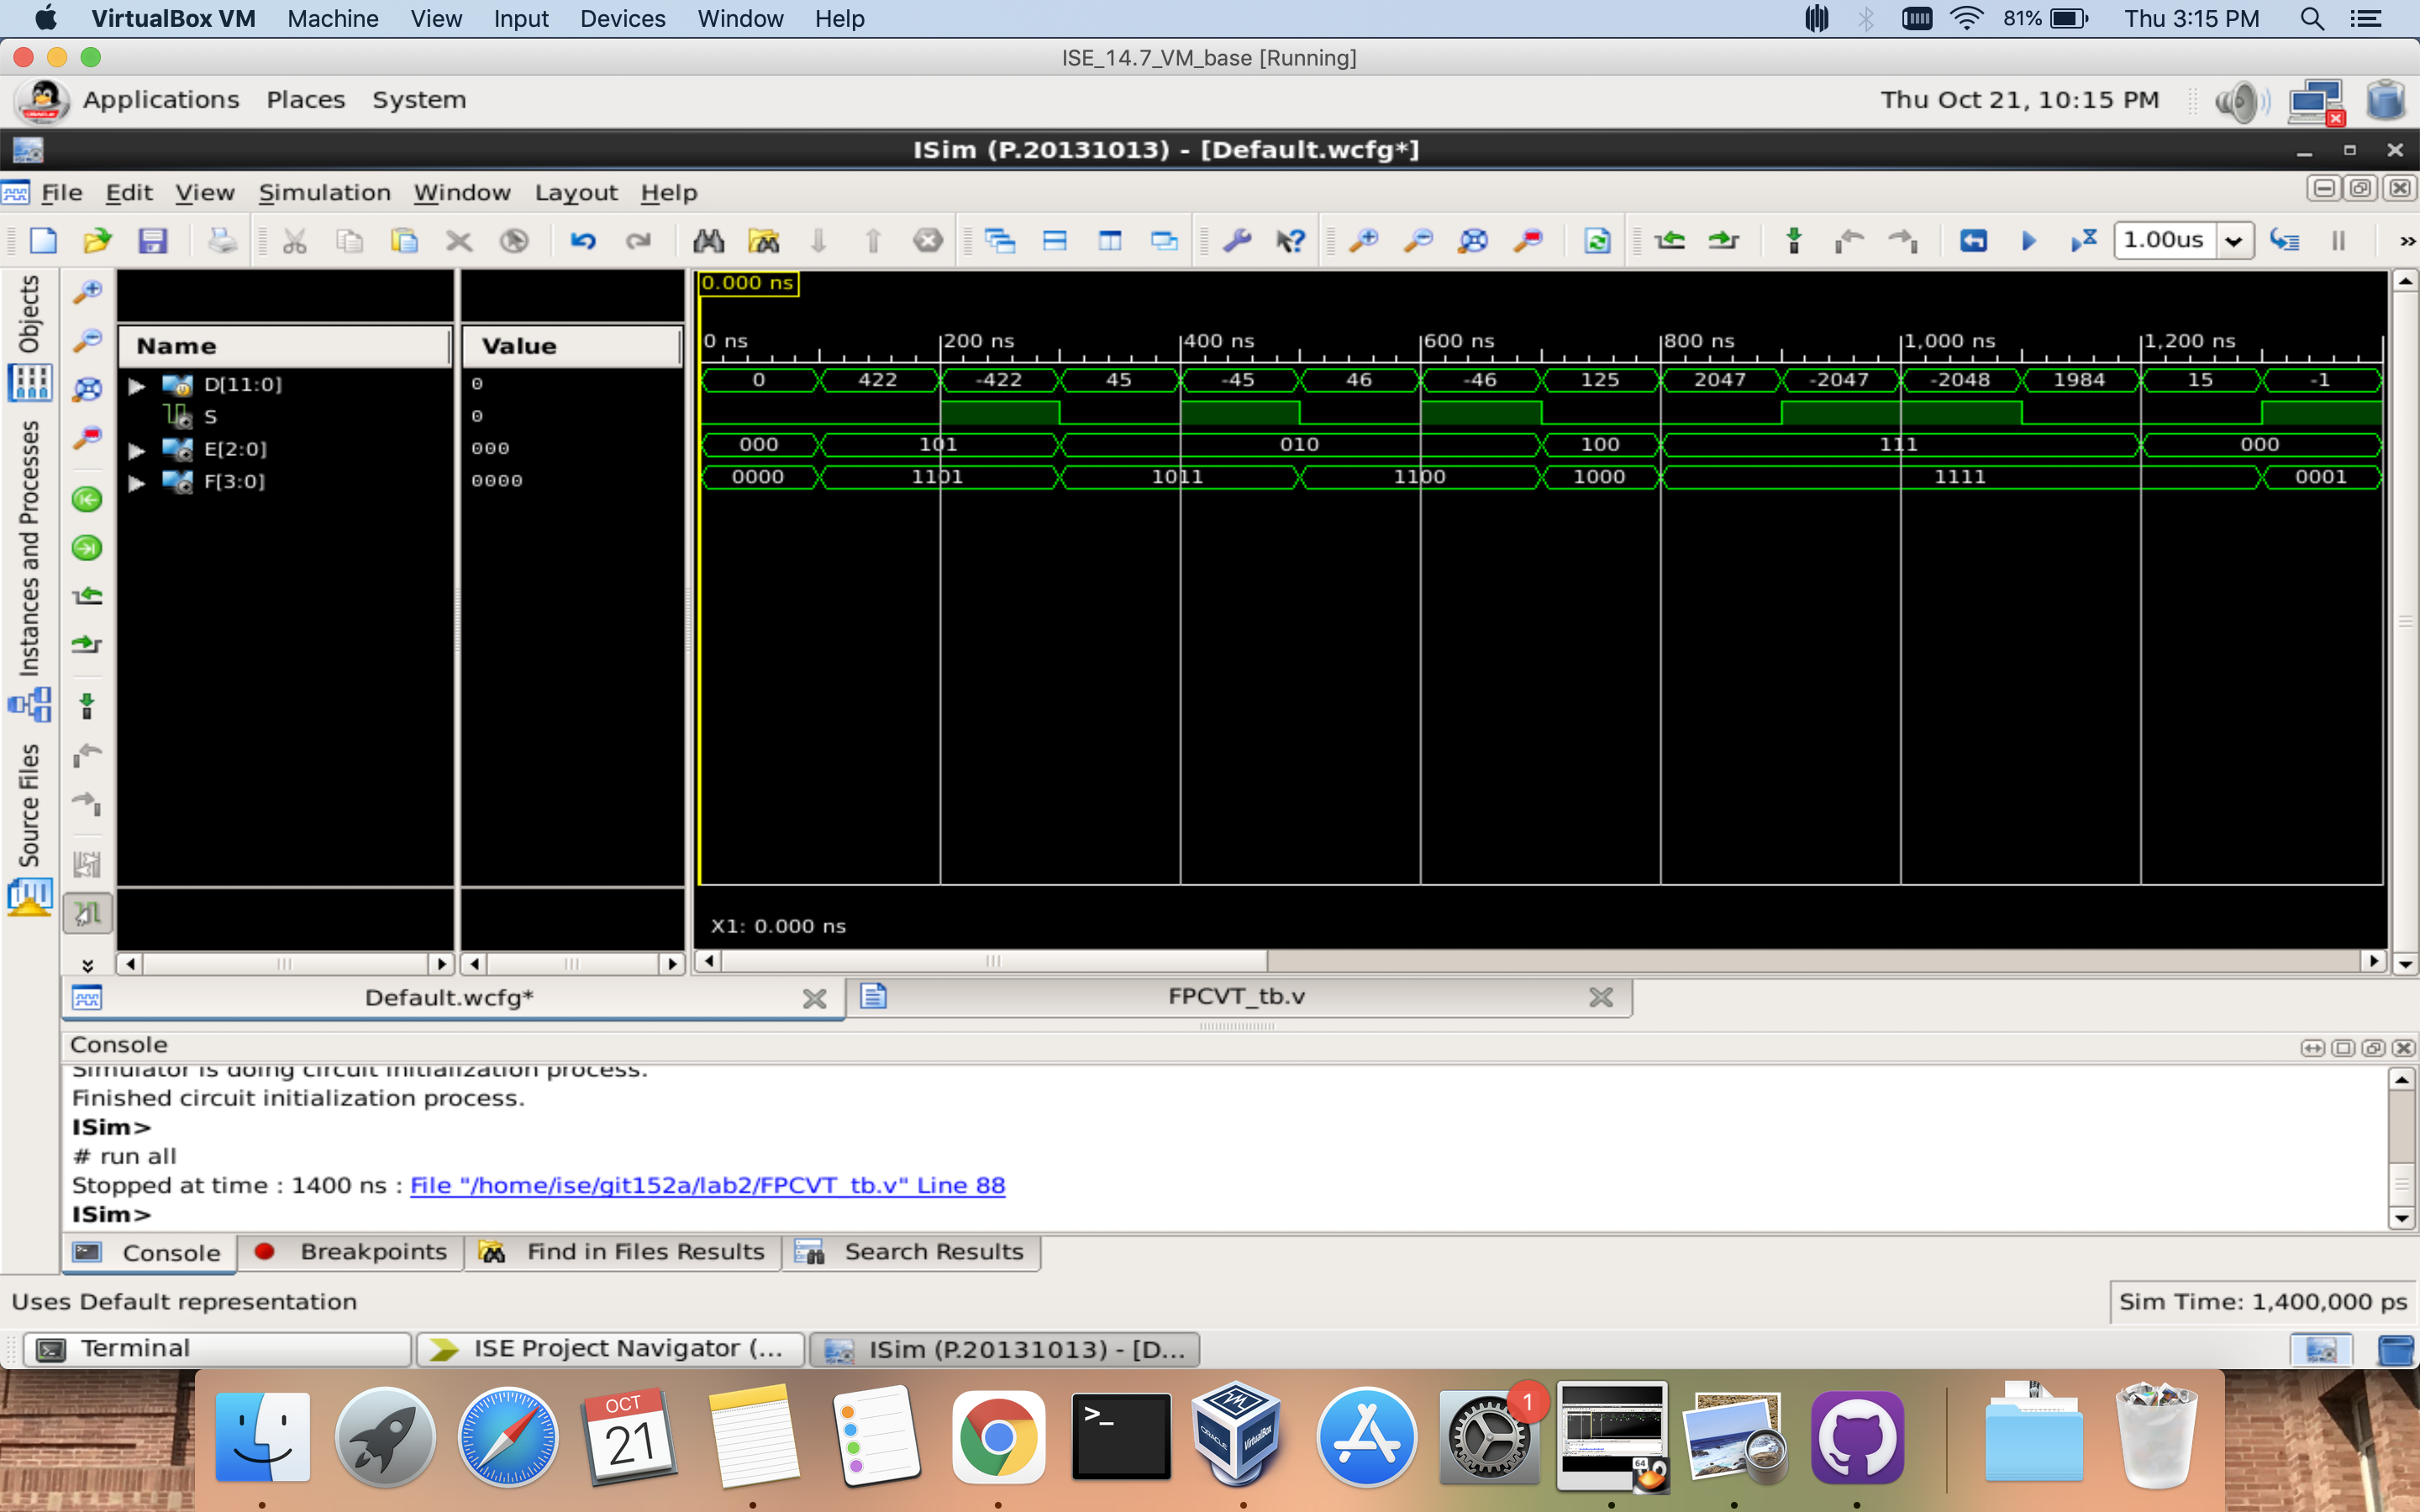 VirtualBox VM Machine View Input Devices Window Help 81% Thu 3:15 PM
ISE_14.7_VM_base [Running]
Applications Places System Thu Oct 21, 10:15 PM
ISim (P.20131013) - [Default.wcfg*]
File Edit View Simulation Window Layout Help
1.00us »
Objects
Instances and Processes
Source Files
0.000 ns
Name Value
0 ns 200 ns 400 ns 600 ns 800 ns 1,000 ns 1,200 ns
D[11:0] 0 0 422 -422 45 -45 46 -46 125 2047 -2047 -2048 1984 15 -1
S 0
E[2:0] 000 000 101 010 100 111 000
F[3:0] 0000 0000 1101 1011 1100 1000 1111 0001
X1: 0.000 ns
Default.wcfg* FPCVT_tb.v
Console
Simulator is doing circuit initialization process.
Finished circuit initialization process.
ISim>
# run all
Stopped at time : 1400 ns : File "/home/ise/git152a/lab2/FPCVT_tb.v" Line 88
ISim>
Console Breakpoints Find in Files Results Search Results
Uses Default representation Sim Time: 1,400,000 ps
Terminal ISE Project Navigator (... ISim (P.20131013) - [D...
OCT
21
>_
ORACLE
VirtualBox
1
64